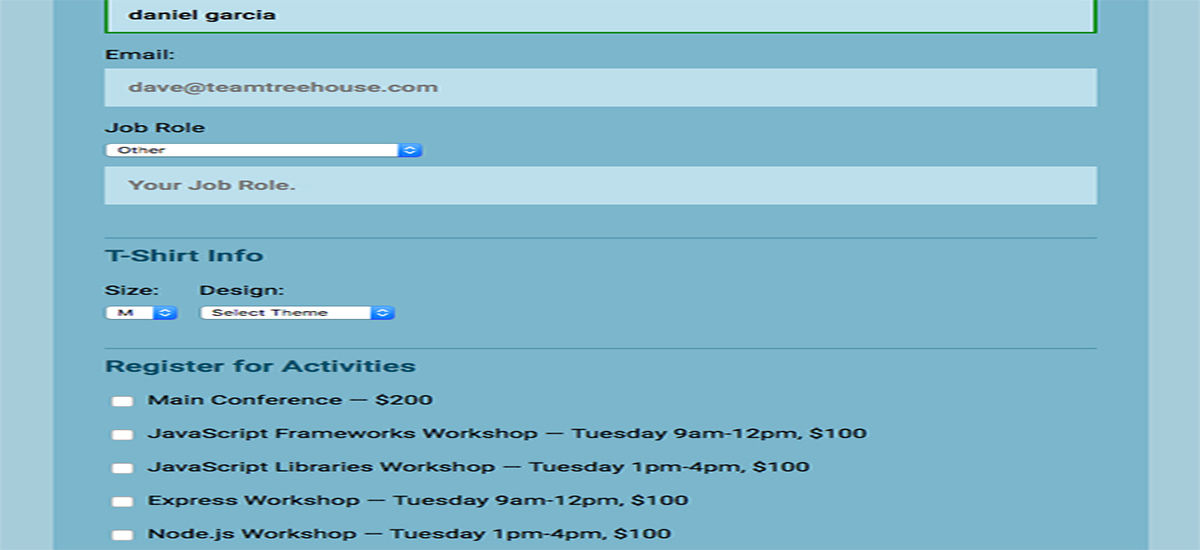 daniel garcia
Email:
dave@teamtreehouse.com
Job Role
Other
Your Job Role.
T-Shirt Info
Size: Design:
M Select Theme
Register for Activities
Main Conference — $200
JavaScript Frameworks Workshop — Tuesday 9am-12pm, $100
JavaScript Libraries Workshop — Tuesday 1pm-4pm, $100
Express Workshop — Tuesday 9am-12pm, $100
Node.js Workshop — Tuesday 1pm-4pm, $100